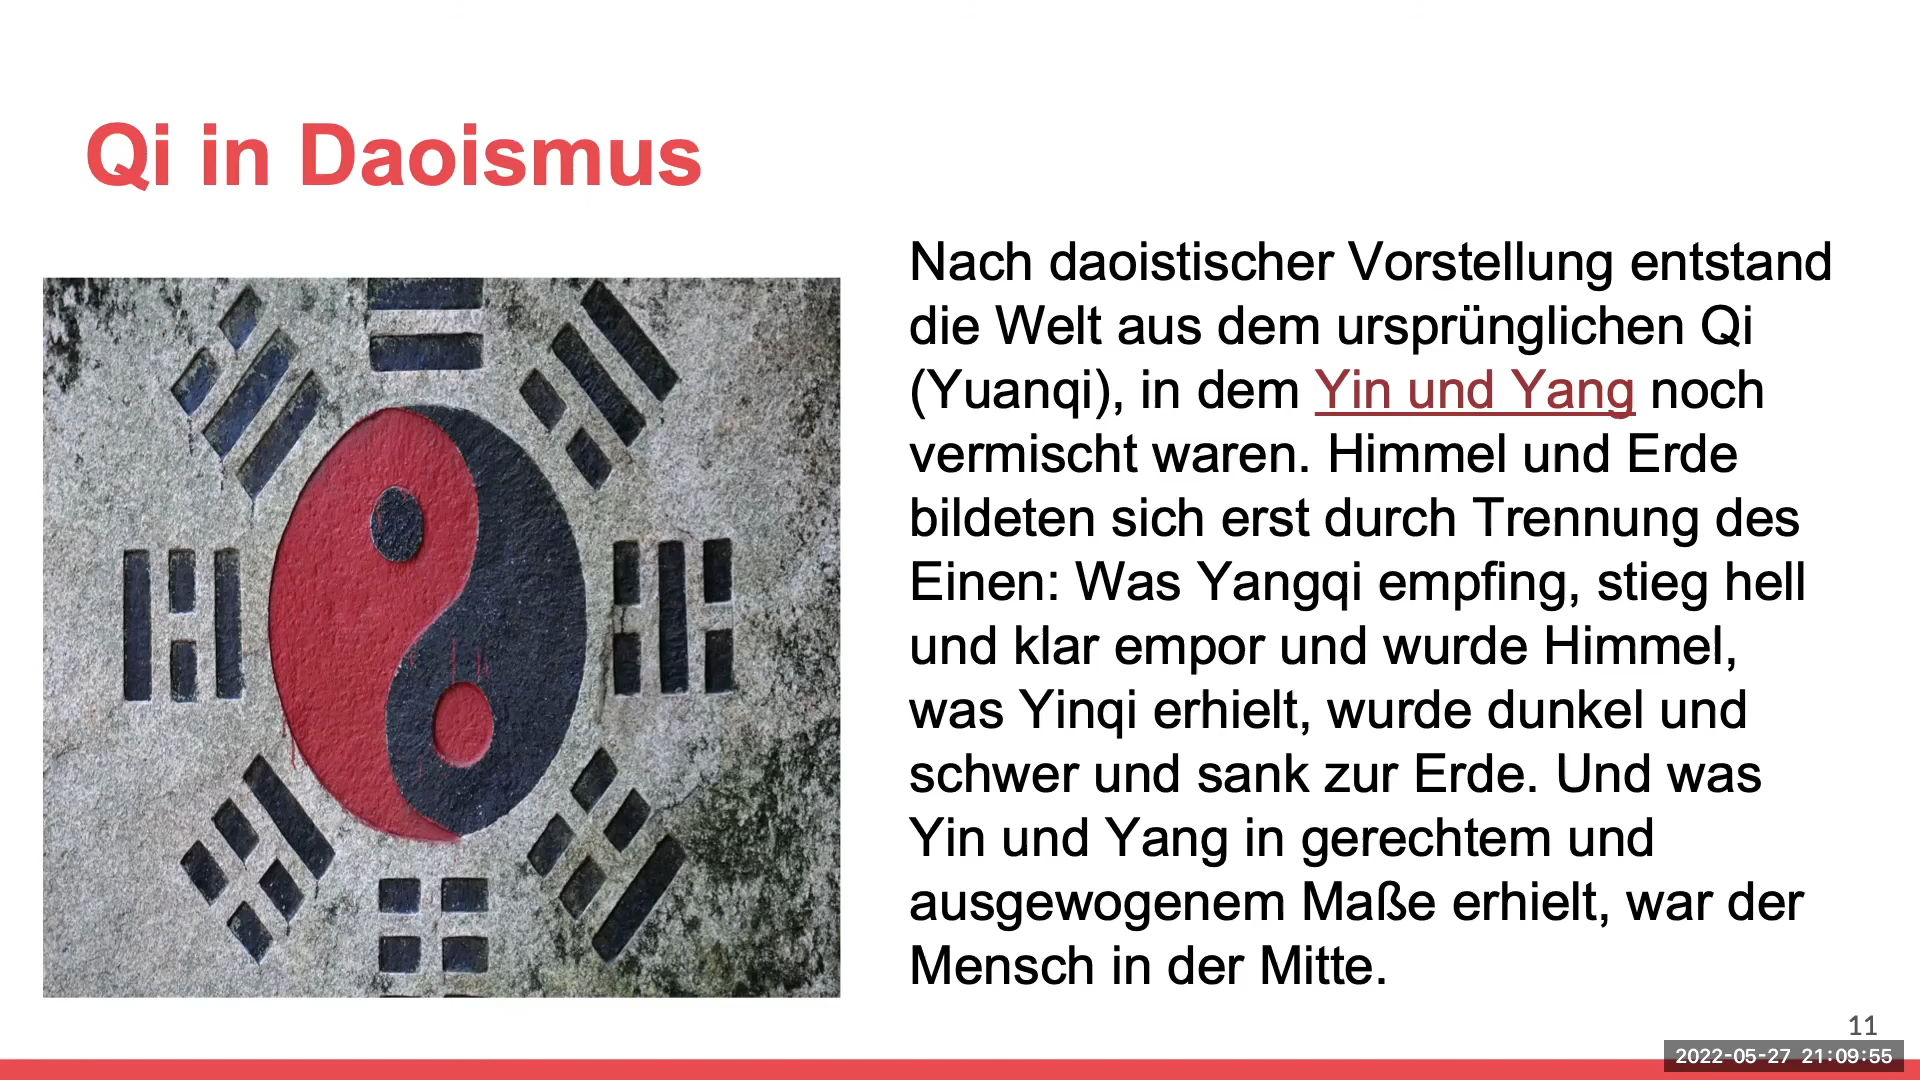 Qi in Daoismus
Nach daoistischer Vorstellung entstand
die Welt aus dem ursprünglichen Qi
(Yuanqi), in dem Yin und Yang noch
vermischt waren. Himmel und Erde
bildeten sich erst durch Trennung des
Einen: Was Yangqi empfing, stieg hell
und klar empor und wurde Himmel,
was Yinqi erhielt, wurde dunkel und
schwer und sank zur Erde. Und was
Yin und Yang in gerechtem und
ausgewogenem Maße erhielt, war der
Mensch in der Mitte.
11
2022-05-27 21:09:55